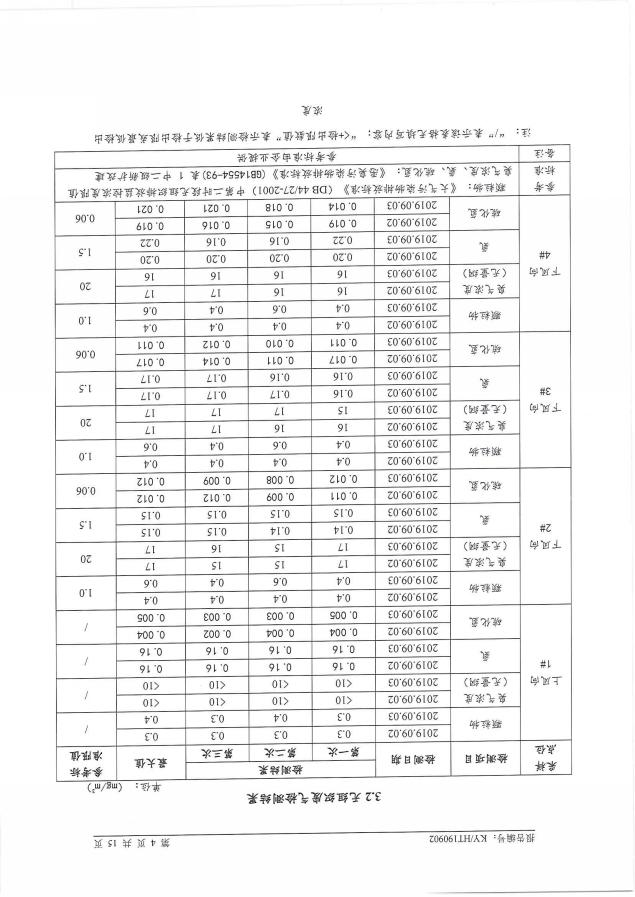 报告编号：KY/HT190902 第 4 页 共 15 页
3.2 无组织废气检测结果
单位：(mg/m³)
采样点位 检测项目 检测日期 检测结果 最大值 参考标准限值
第一次 第二次 第三次
上风向1# 颗粒物 2019.09.02 0.3 0.3 0.3 0.3 /
2019.09.03 0.3 0.4 0.3 0.4
臭气浓度（无量纲） 2019.09.02 <10 <10 <10 <10 /
2019.09.03 <10 <10 <10 <10
氨 2019.09.02 0.16 0.16 0.16 0.16 /
2019.09.03 0.16 0.16 0.16 0.16
硫化氢 2019.09.02 0.004 0.004 0.002 0.004 /
2019.09.03 0.005 0.003 0.003 0.005
下风向2# 颗粒物 2019.09.02 0.4 0.4 0.4 0.4 1.0
2019.09.03 0.4 0.6 0.4 0.6
臭气浓度（无量纲） 2019.09.02 17 15 15 17 20
2019.09.03 17 15 16 17
氨 2019.09.02 0.14 0.14 0.15 0.15 1.5
2019.09.03 0.15 0.15 0.15 0.15
硫化氢 2019.09.02 0.011 0.009 0.012 0.012 0.06
2019.09.03 0.012 0.008 0.009 0.012
下风向3# 颗粒物 2019.09.02 0.4 0.4 0.4 0.4 1.0
2019.09.03 0.4 0.6 0.4 0.6
臭气浓度（无量纲） 2019.09.02 16 16 17 17 20
2019.09.03 15 17 17 17
氨 2019.09.02 0.16 0.17 0.17 0.17 1.5
2019.09.03 0.16 0.16 0.17 0.17
硫化氢 2019.09.02 0.017 0.011 0.014 0.017 0.06
2019.09.03 0.011 0.010 0.012 0.011
下风向4# 颗粒物 2019.09.02 0.4 0.4 0.4 0.4 1.0
2019.09.03 0.4 0.6 0.4 0.6
臭气浓度（无量纲） 2019.09.02 16 16 17 17 20
2019.09.03 16 16 16 16
氨 2019.09.02 0.20 0.20 0.20 0.20 1.5
2019.09.03 0.22 0.16 0.16 0.22
硫化氢 2019.09.02 0.019 0.015 0.016 0.019 0.06
2019.09.03 0.014 0.018 0.021 0.021
参考标准 颗粒物：《大气污染物排放标准》（DB 44/27-2001）中第二时段无组织排放监控浓度限值
臭气浓度、氨、硫化氢：《恶臭污染物排放标准》（GB14554-93）表 1 中二级新扩改建
备注 参考标准由企业提供
注："/" 表示该表格无填写内容；"<+检出限数值" 表示检测结果低于检出限或最低检出
浓度